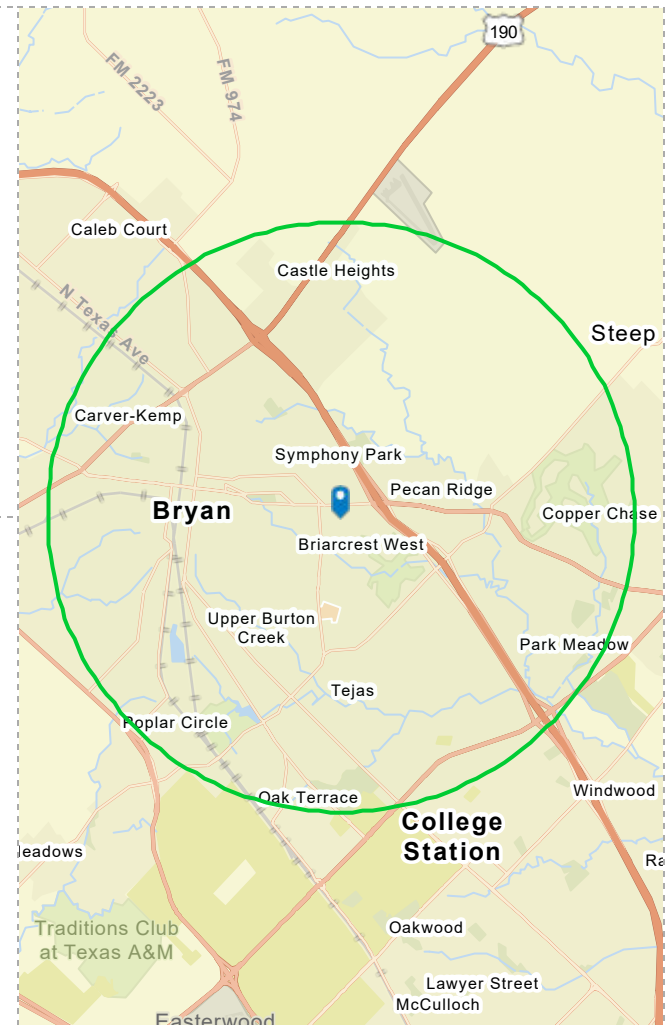 190
FM 2223
FM 974
Caleb Court
Castle Heights
N Texas Ave
Steep
Carver-Kemp
Symphony Park
Pecan Ridge
Bryan
Copper Chase
Briarcrest West
Upper Burton
Creek
Park Meadow
Tejas
Poplar Circle
Windwood
Oak Terrace
College
Station
eadows
Ra
Traditions Club
at Texas A&M
Oakwood
Lawyer Street
McCulloch
Easterwood